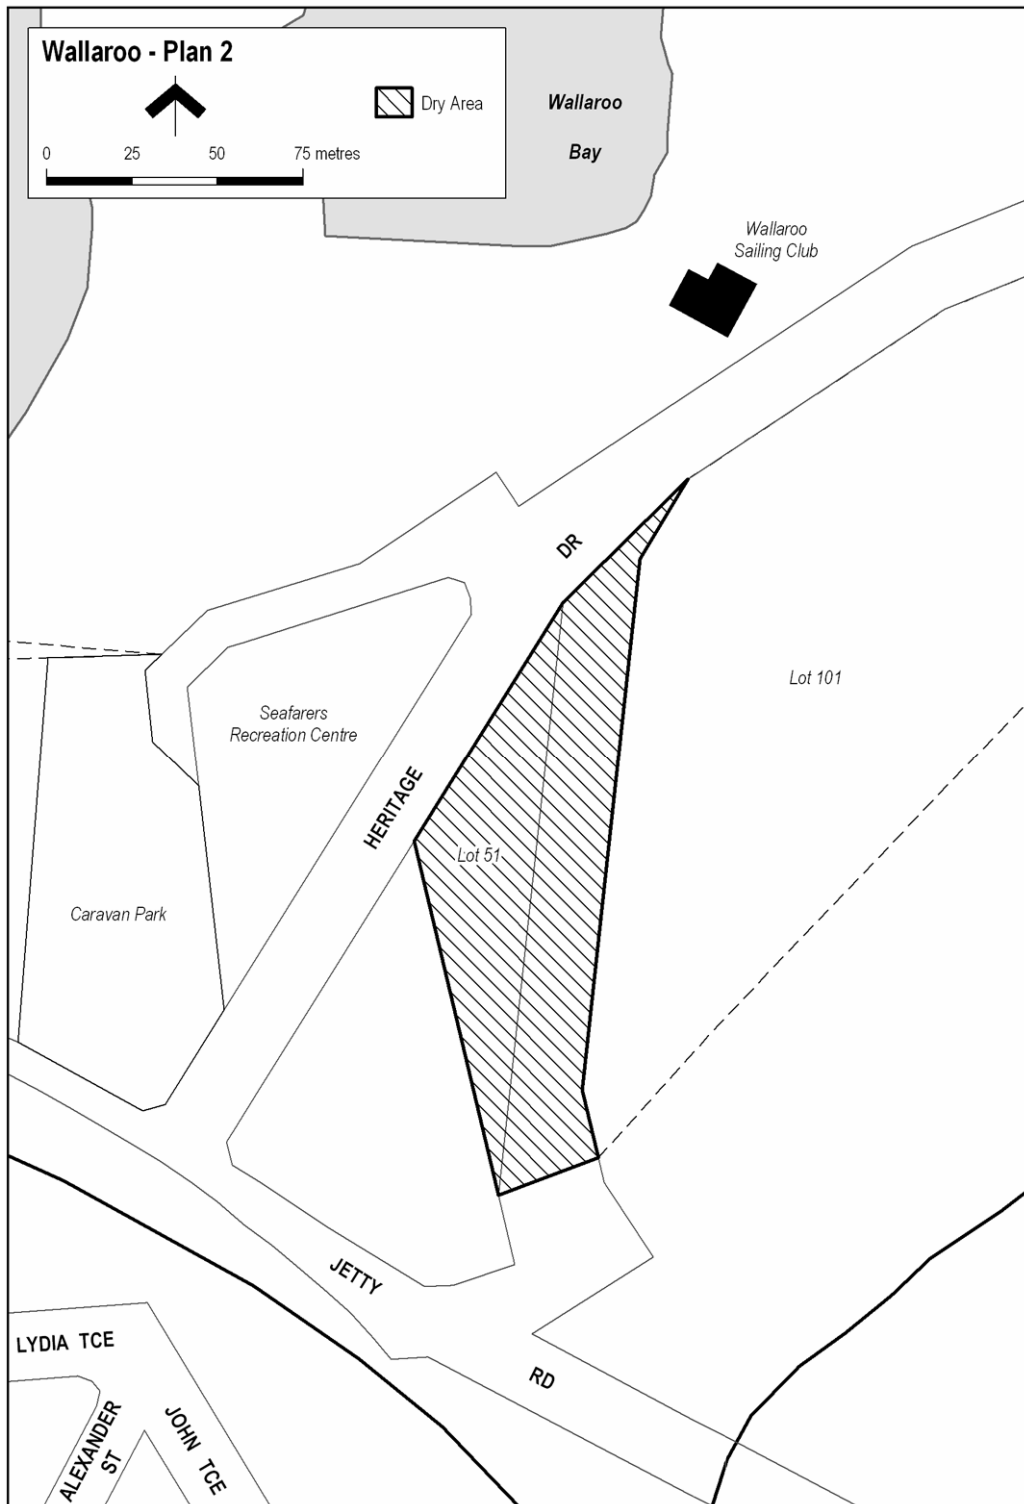 Wallaroo - Plan 2
Dry Area
0 25 50 75 metres
Wallaroo
Bay
Wallaroo
Sailing Club
DR
Lot 101
Seafarers
Recreation Centre
HERITAGE
Lot 51
Caravan Park
JETTY
RD
LYDIA TCE
ALEXANDER
ST
JOHN TCE